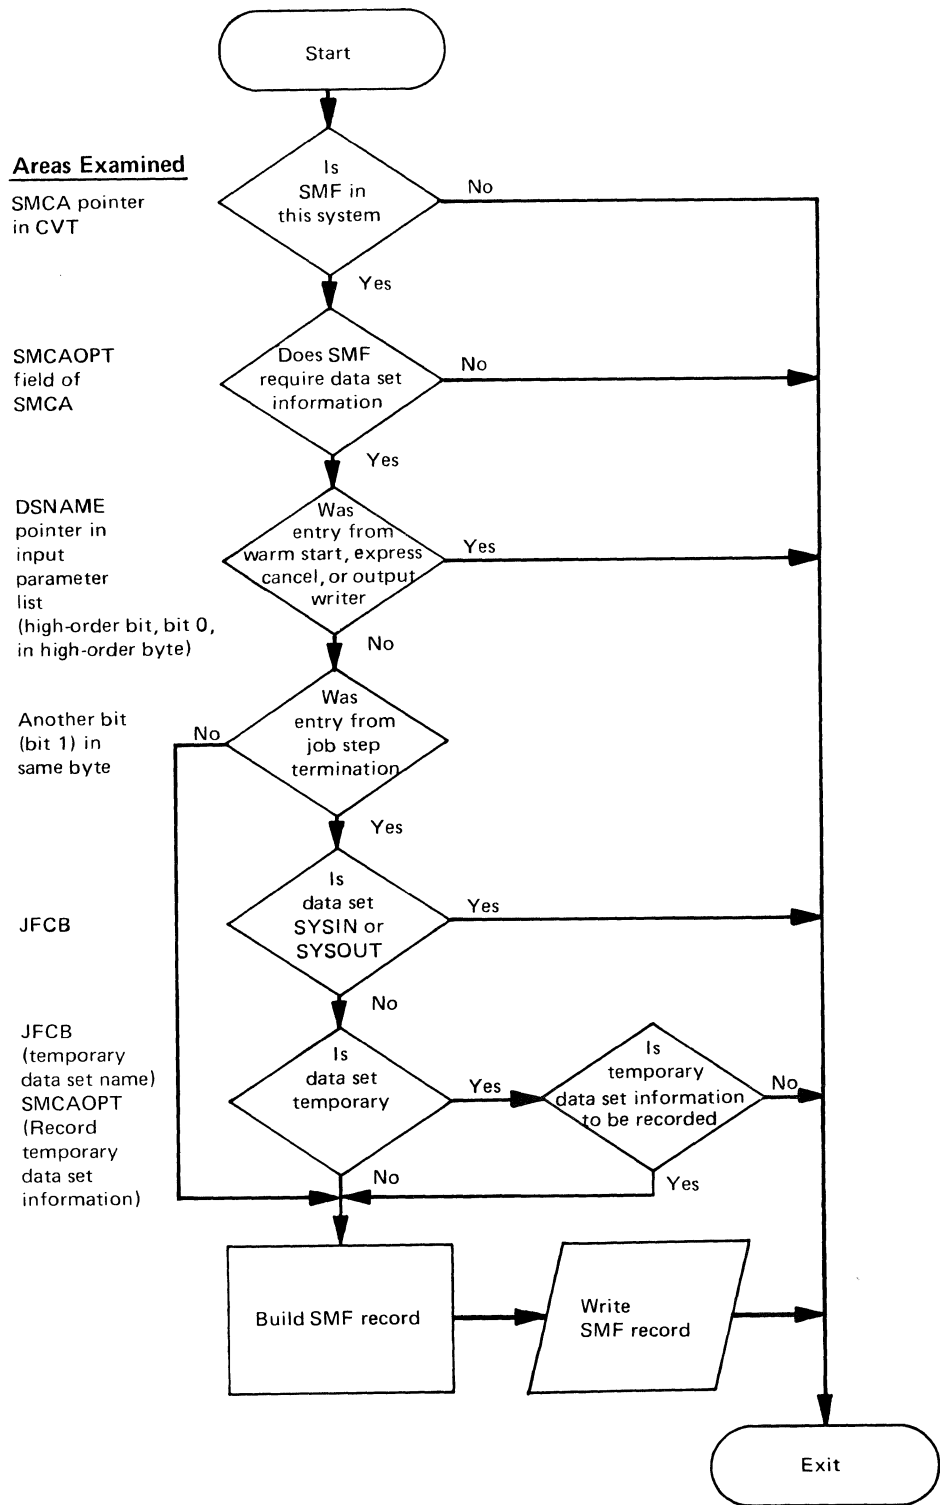 Start
Areas Examined
SMCA pointer
in CVT
Is
SMF in
this system
No
Yes
SMCAOPT
field of
SMCA
Does SMF
require data set
information
No
Yes
DSNAME
pointer in
input
parameter
list
(high-order bit, bit 0,
in high-order byte)
Was
entry from
warm start, express
cancel, or output
writer
Yes
No
Another bit
(bit 1) in
same byte
No
Was
entry from
job step
termination
Yes
JFCB
Is
data set
SYSIN or
SYSOUT
Yes
No
JFCB
(temporary
data set name)
SMCAOPT
(Record
temporary
data set
information)
Is
data set
temporary
Yes
No
Is
temporary
data set information
to be recorded
No
Yes
Build SMF record
Write
SMF record
Exit